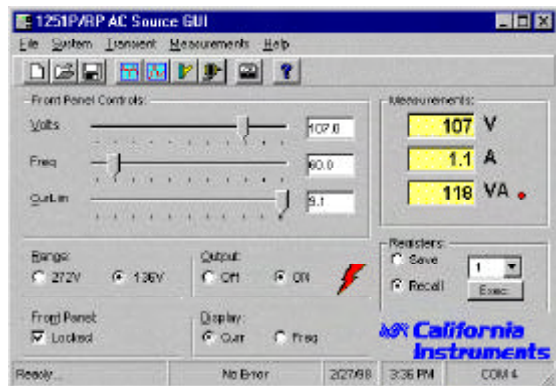 1251P/RP AC Source GUI
File System Transient Measurements Help
Front Panel Controls:
Volts 107.0
Freq 60.0
CurLim 9.1
Measurements:
107 V
1.1 A
118 VA
Range:
272V 136V
Output:
Off ON
Registers:
Save
Recall
1
Exec
Front Panel:
Locked
Display:
Curr Freq
California
Instruments
Ready... No Error 2/27/98 3:36 PM COM 4